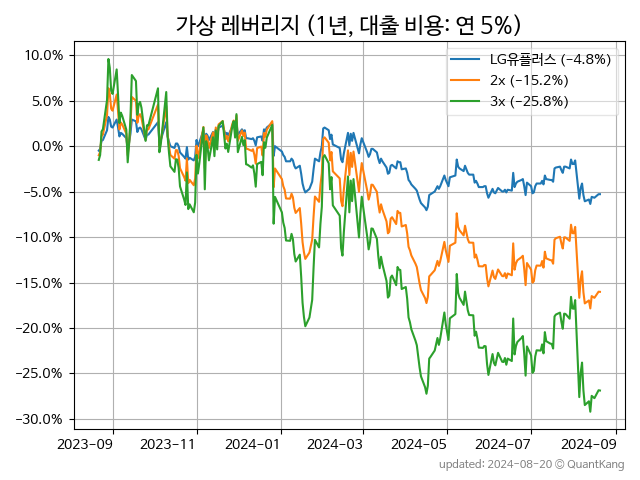 가상 레버리지 (1년, 대출 비용: 연 5%)
LG유플러스 (−4.8%)
2x (−15.2%)
3x (−25.8%)
10.0%
5.0%
0.0%
−5.0%
−10.0%
−15.0%
−20.0%
−25.0%
−30.0%
2023-09 2023-11 2024-01 2024-03 2024-05 2024-07 2024-09
updated: 2024-08-20 © QuantKang